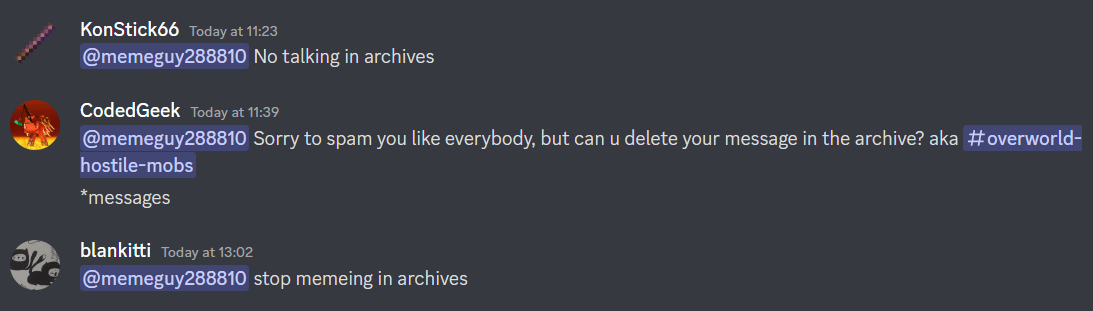 KonStick66 Today at 11:23
@memeguy288810 No talking in archives
CodedGeek Today at 11:39
@memeguy288810 Sorry to spam you like everybody, but can u delete your message in the archive? aka #overworld-
hostile-mobs
*messages
blankitti Today at 13:02
@memeguy288810 stop memeing in archives